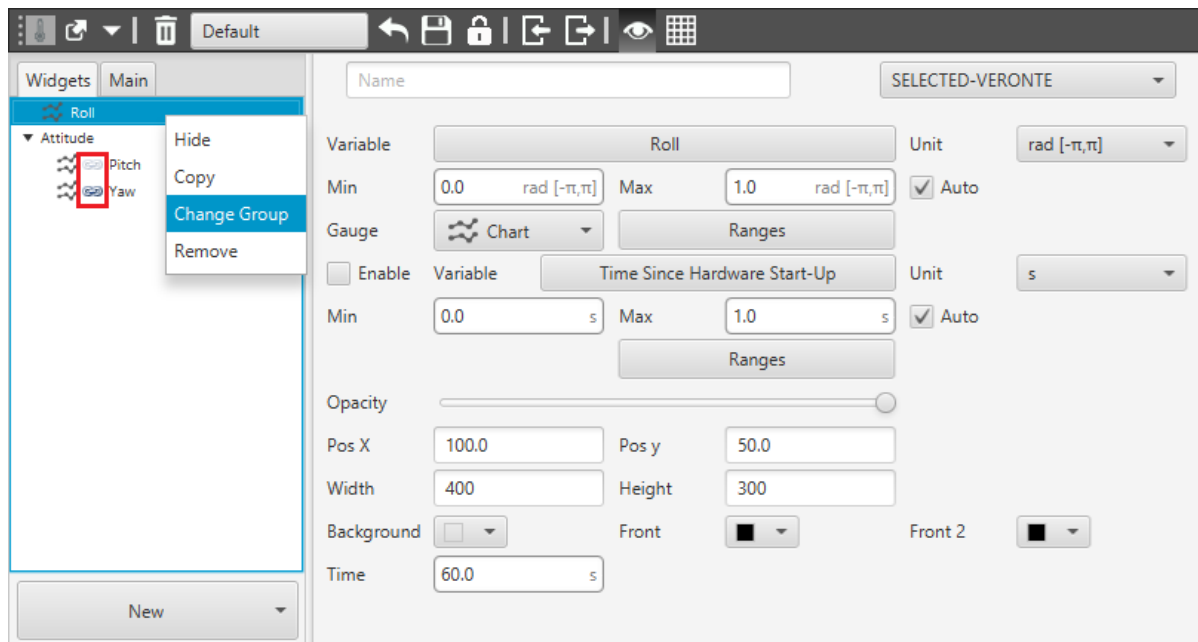 Default
Widgets Main
Name
SELECTED-VERONTE
Roll
Attitude
Pitch
Yaw
Hide
Copy
Change Group
Remove
Variable Roll Unit rad [-π,π]
Min 0.0 rad [-π,π] Max 1.0 rad [-π,π] Auto
Gauge Chart Ranges
Enable Variable Time Since Hardware Start-Up Unit s
Min 0.0 s Max 1.0 s Auto
Ranges
Opacity
Pos X 100.0 Pos y 50.0
Width 400 Height 300
Background Front Front 2
Time 60.0 s
New